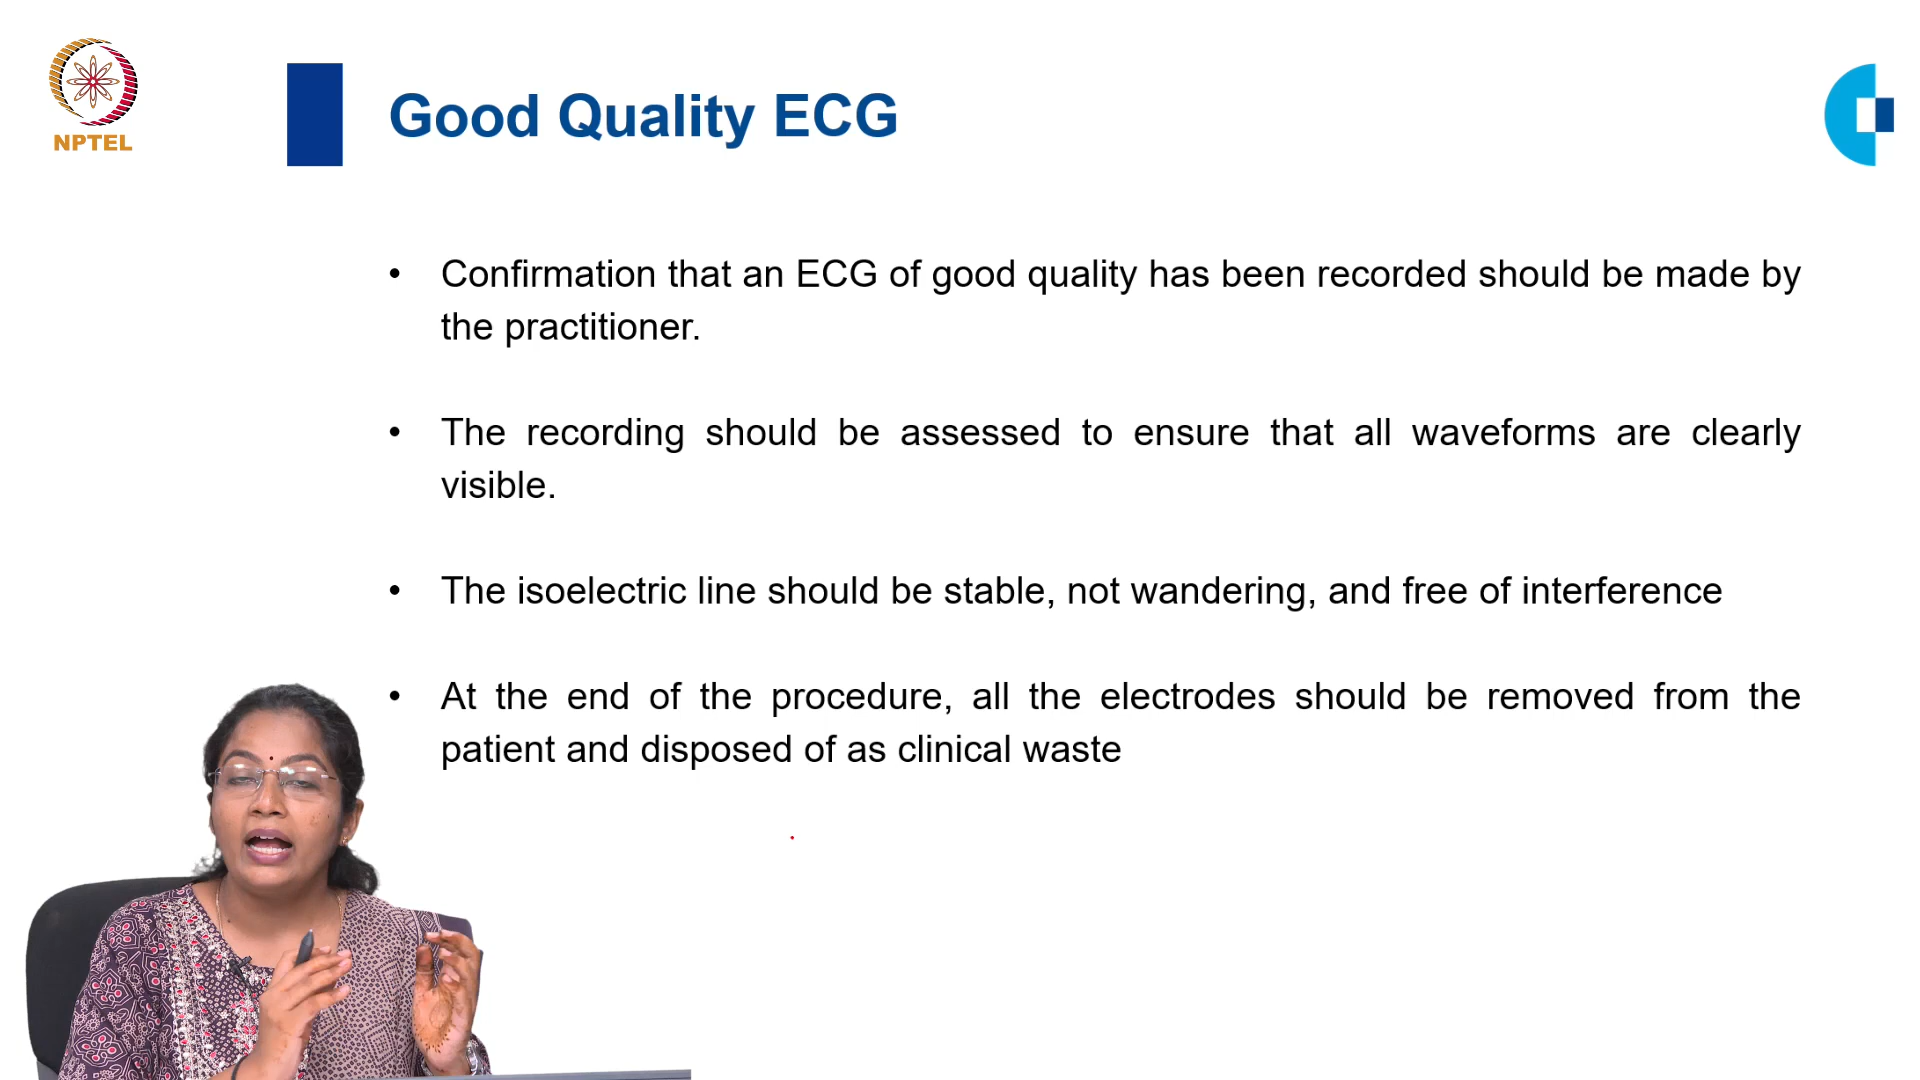 NPTEL
Good Quality ECG
• Confirmation that an ECG of good quality has been recorded should be made by
the practitioner.
• The recording should be assessed to ensure that all waveforms are clearly
visible.
• The isoelectric line should be stable, not wandering, and free of interference
• At the end of the procedure, all the electrodes should be removed from the
patient and disposed of as clinical waste